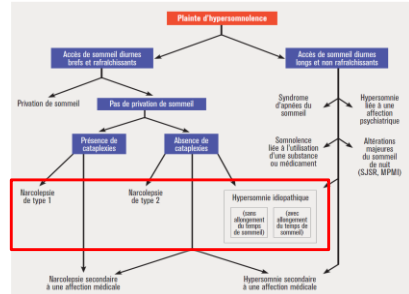 Plainte d'hypersomnolence
Accès de sommeil diurnes
brefs et rafraîchissants
Accès de sommeil diurnes
longs et non rafraîchissants
Privation de sommeil
Pas de privation de sommeil
Syndrome
d'apnées du
sommeil
Hypersomnie
liée à une
affection
psychiatrique
Présence de
cataplexies
Absence de
cataplexies
Somnolence
liée à l'utilisation
d'une substance
ou médicament
Altérations
majeures
du sommeil
de nuit
(SJSR, MPMI)
Narcolepsie
de type 1
Narcolepsie
de type 2
Hypersomnie idiopathique
(sans
allongement
du temps
de sommeil)
(avec
allongement
du temps de
sommeil)
Narcolepsie secondaire
à une affection médicale
Hypersomnie secondaire
à une affection médicale